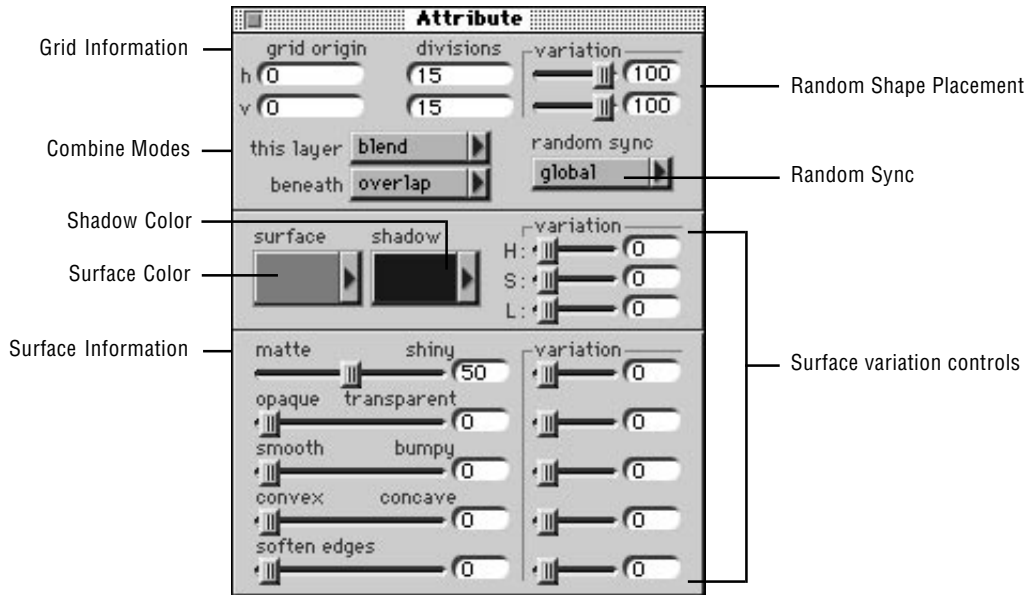 Attribute
Grid Information
grid origin divisions variation
h 0 15 100
v 0 15 100
Random Shape Placement
Combine Modes
this layer blend
random sync
beneath overlap
global
Random Sync
Shadow Color
surface shadow
variation
H: 0
S: 0
L: 0
Surface Color
Surface Information
matte shiny variation
50 0
opaque transparent
0 0
smooth bumpy
0 0
convex concave
0 0
soften edges
0 0
Surface variation controls